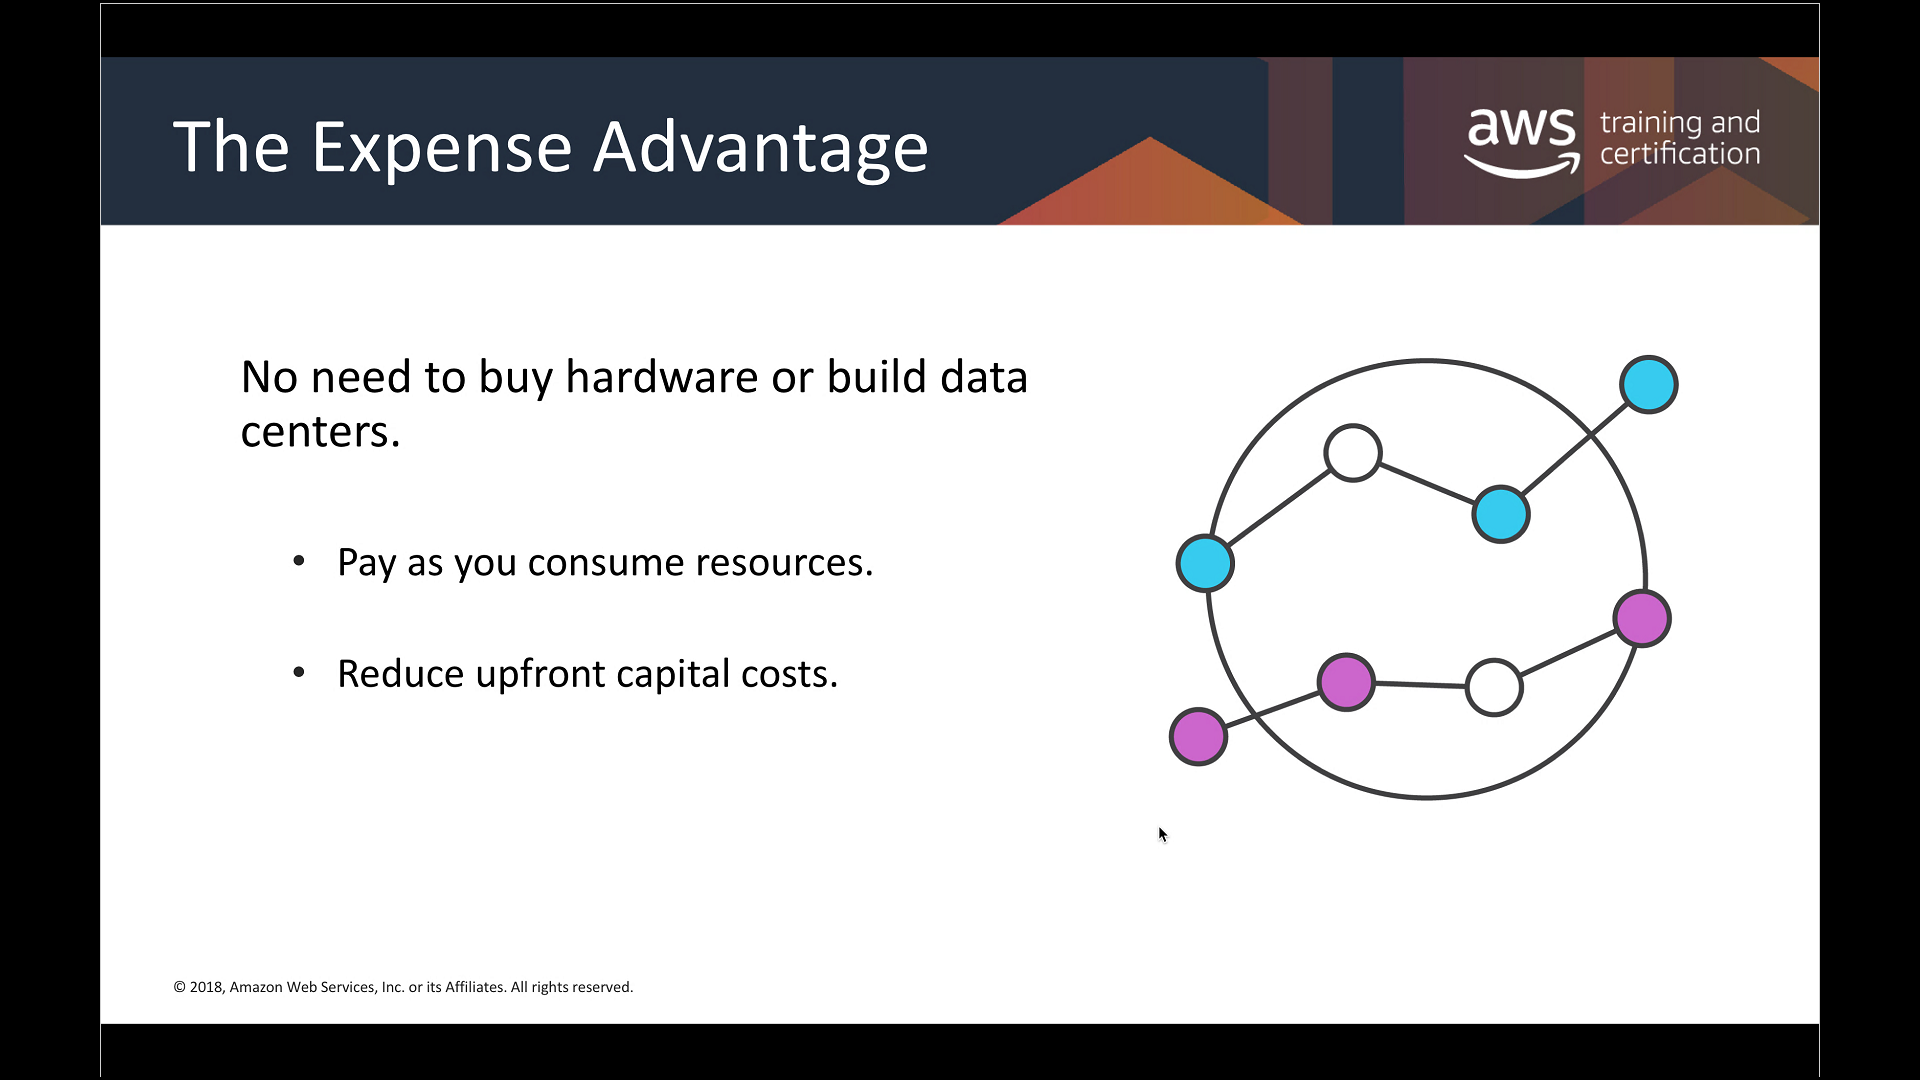 The Expense Advantage
aws training and
certification
No need to buy hardware or build data
centers.
• Pay as you consume resources.
• Reduce upfront capital costs.
© 2018, Amazon Web Services, Inc. or its Affiliates. All rights reserved.